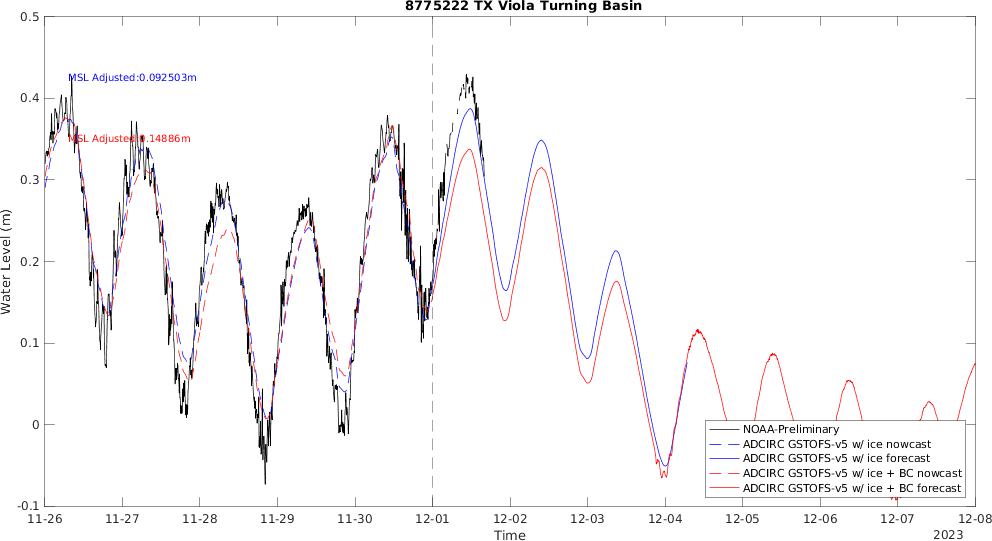 8775222 TX Viola Turning Basin
0.5
0.4
0.3
0.2
0.1
0
-0.1
Water Level (m)
MSL Adjusted:0.092503m
MSL Adjusted:0.14886m
NOAA-Preliminary
ADCIRC GSTOFS-v5 w/ ice nowcast
ADCIRC GSTOFS-v5 w/ ice forecast
ADCIRC GSTOFS-v5 w/ ice + BC nowcast
ADCIRC GSTOFS-v5 w/ ice + BC forecast
11-26 11-27 11-28 11-29 11-30 12-01 12-02 12-03 12-04 12-05 12-06 12-07 12-08
Time
2023